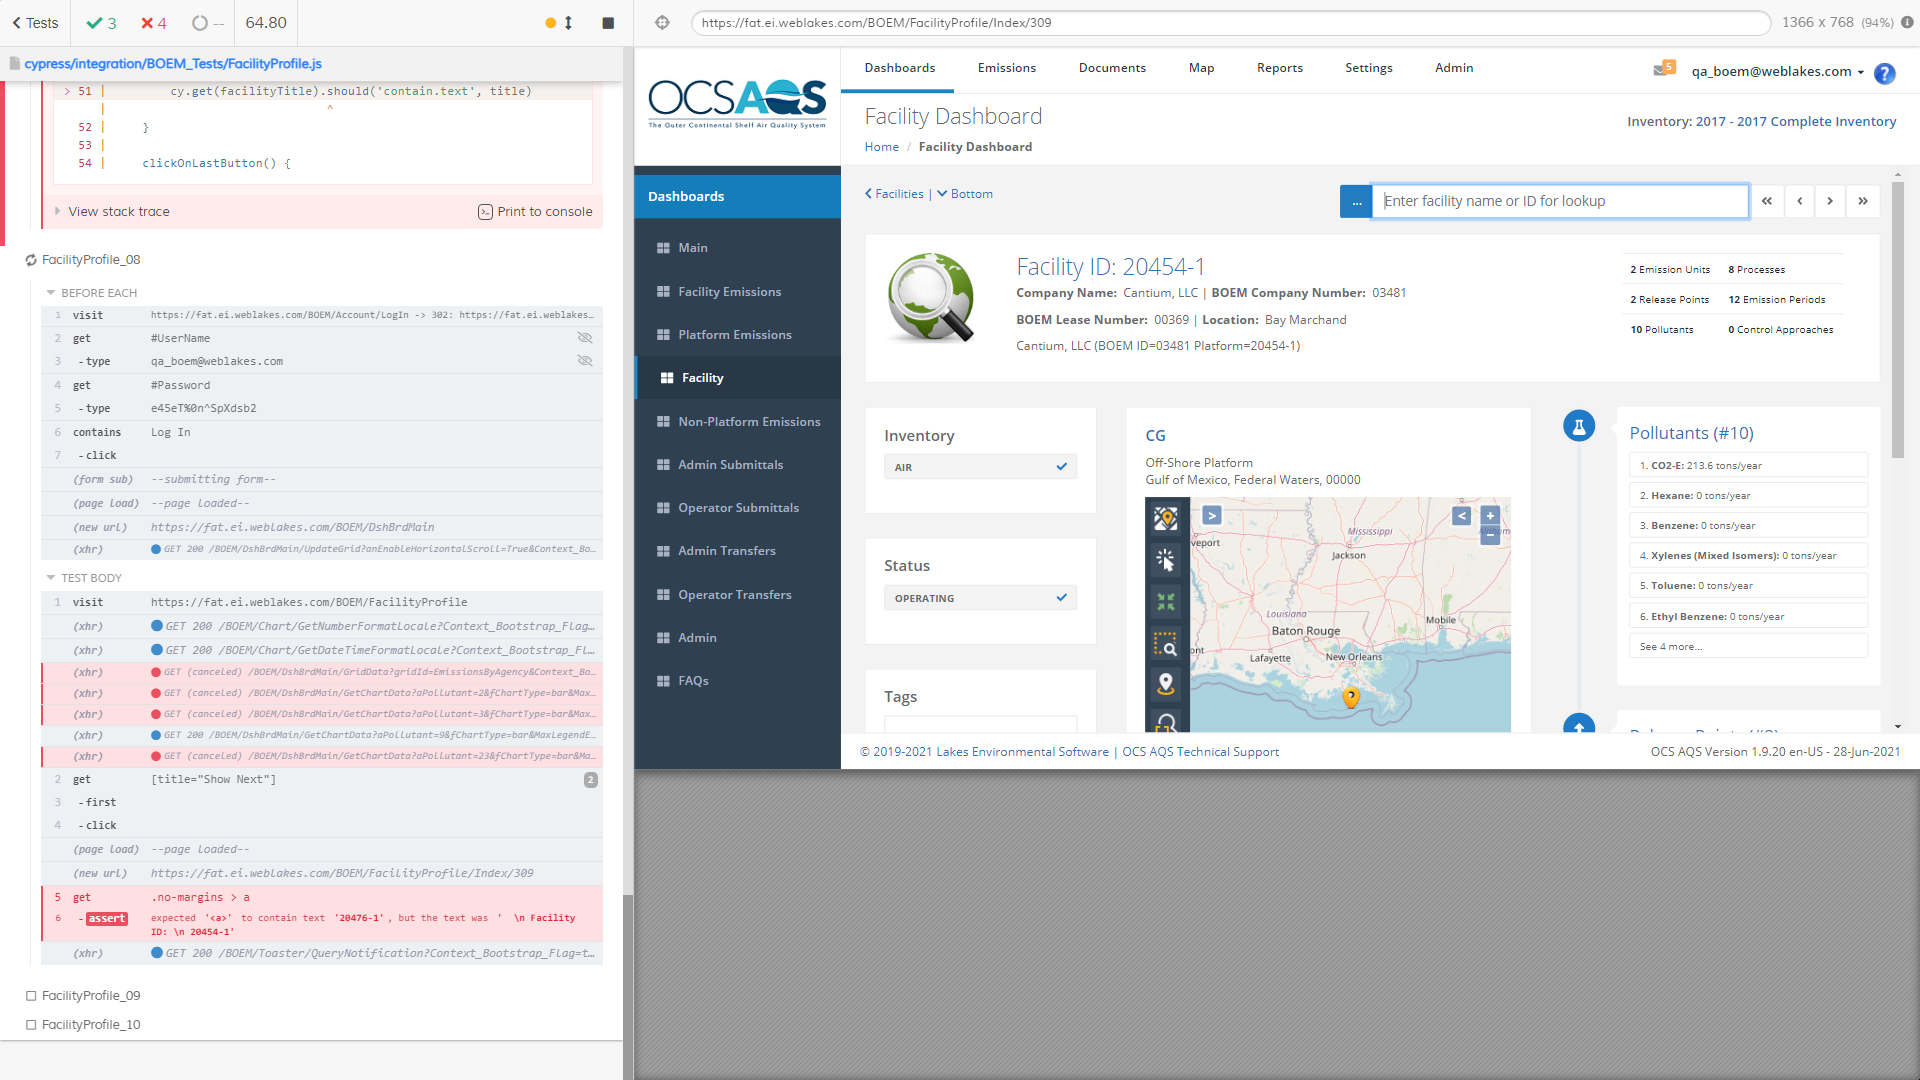 Tests
3
4
--
64.80
cypress/integration/BOEM_Tests/FacilityProfile.js
> 51 | cy.get(facilityTitle).should('contain.text', title)
| ^
52 | }
53 |
54 | clickOnLastButton() {
View stack trace
Print to console
FacilityProfile_08
BEFORE EACH
1 visit https://fat.ei.weblakes.com/BOEM/Account/LogIn -> 302: https://fat.ei.weblakes...
2 get #UserName
3 -type qa_boem@weblakes.com
4 get #Password
5 -type e45eT%0n^SpXdsb2
6 contains Log In
7 -click
(form sub) --submitting form--
(page load) --page loaded--
(new url) https://fat.ei.weblakes.com/BOEM/DshBrdMain
(xhr) GET 200 /BOEM/DshBrdMain/UpdateGrid?anEnableHorizontalScroll=True&Context_Bo...
TEST BODY
1 visit https://fat.ei.weblakes.com/BOEM/FacilityProfile
(xhr) GET 200 /BOEM/Chart/GetNumberFormatLocale?Context_Bootstrap_Flag...
(xhr) GET 200 /BOEM/Chart/GetDateTimeFormatLocale?Context_Bootstrap_Fl...
(xhr) GET (canceled) /BOEM/DshBrdMain/GridData?gridId=EmissionsByAgency&Context_Bo...
(xhr) GET (canceled) /BOEM/DshBrdMain/GetChartData?aPollutant=2&fChartType=bar&Max...
(xhr) GET (canceled) /BOEM/DshBrdMain/GetChartData?aPollutant=3&fChartType=bar&Max...
(xhr) GET 200 /BOEM/DshBrdMain/GetChartData?aPollutant=9&fChartType=bar&MaxLegendE...
(xhr) GET (canceled) /BOEM/DshBrdMain/GetChartData?aPollutant=23&fChartType=bar&Ma...
2 get [title="Show Next"] 2
3 -first
4 -click
(page load) --page loaded--
(new url) https://fat.ei.weblakes.com/BOEM/FacilityProfile/Index/309
5 get .no-margins > a
6 -assert expected '<a>' to contain text '20476-1', but the text was ' \n Facility
ID: \n 20454-1'
(xhr) GET 200 /BOEM/Toaster/QueryNotification?Context_Bootstrap_Flag=t...
FacilityProfile_09
FacilityProfile_10
https://fat.ei.weblakes.com/BOEM/FacilityProfile/Index/309
1366 x 768 (94%)
OCSAQS
The Outer Continental Shelf Air Quality System
Dashboards
Emissions
Documents
Map
Reports
Settings
Admin
5
qa_boem@weblakes.com
?
Facility Dashboard
Home / Facility Dashboard
Inventory: 2017 - 2017 Complete Inventory
Dashboards
Main
Facility Emissions
Platform Emissions
Facility
Non-Platform Emissions
Admin Submittals
Operator Submittals
Admin Transfers
Operator Transfers
Admin
FAQs
Facilities | Bottom
...
Enter facility name or ID for lookup
« ‹ › »
Facility ID: 20454-1
Company Name: Cantium, LLC | BOEM Company Number: 03481
BOEM Lease Number: 00369 | Location: Bay Marchand
Cantium, LLC (BOEM ID=03481 Platform=20454-1)
2 Emission Units 8 Processes
2 Release Points 12 Emission Periods
10 Pollutants 0 Control Approaches
Inventory
AIR
Status
OPERATING
Tags
CG
Off-Shore Platform
Gulf of Mexico, Federal Waters, 00000
>
<
+
−
Mississippi
Alabama
veport
Jackson
Louisiana
Mobile
Baton Rouge
ont
Lafayette
New Orleans
Pollutants (#10)
1. CO2-E: 213.6 tons/year
2. Hexane: 0 tons/year
3. Benzene: 0 tons/year
4. Xylenes (Mixed Isomers): 0 tons/year
5. Toluene: 0 tons/year
6. Ethyl Benzene: 0 tons/year
See 4 more...
© 2019-2021 Lakes Environmental Software | OCS AQS Technical Support
OCS AQS Version 1.9.20 en-US - 28-Jun-2021